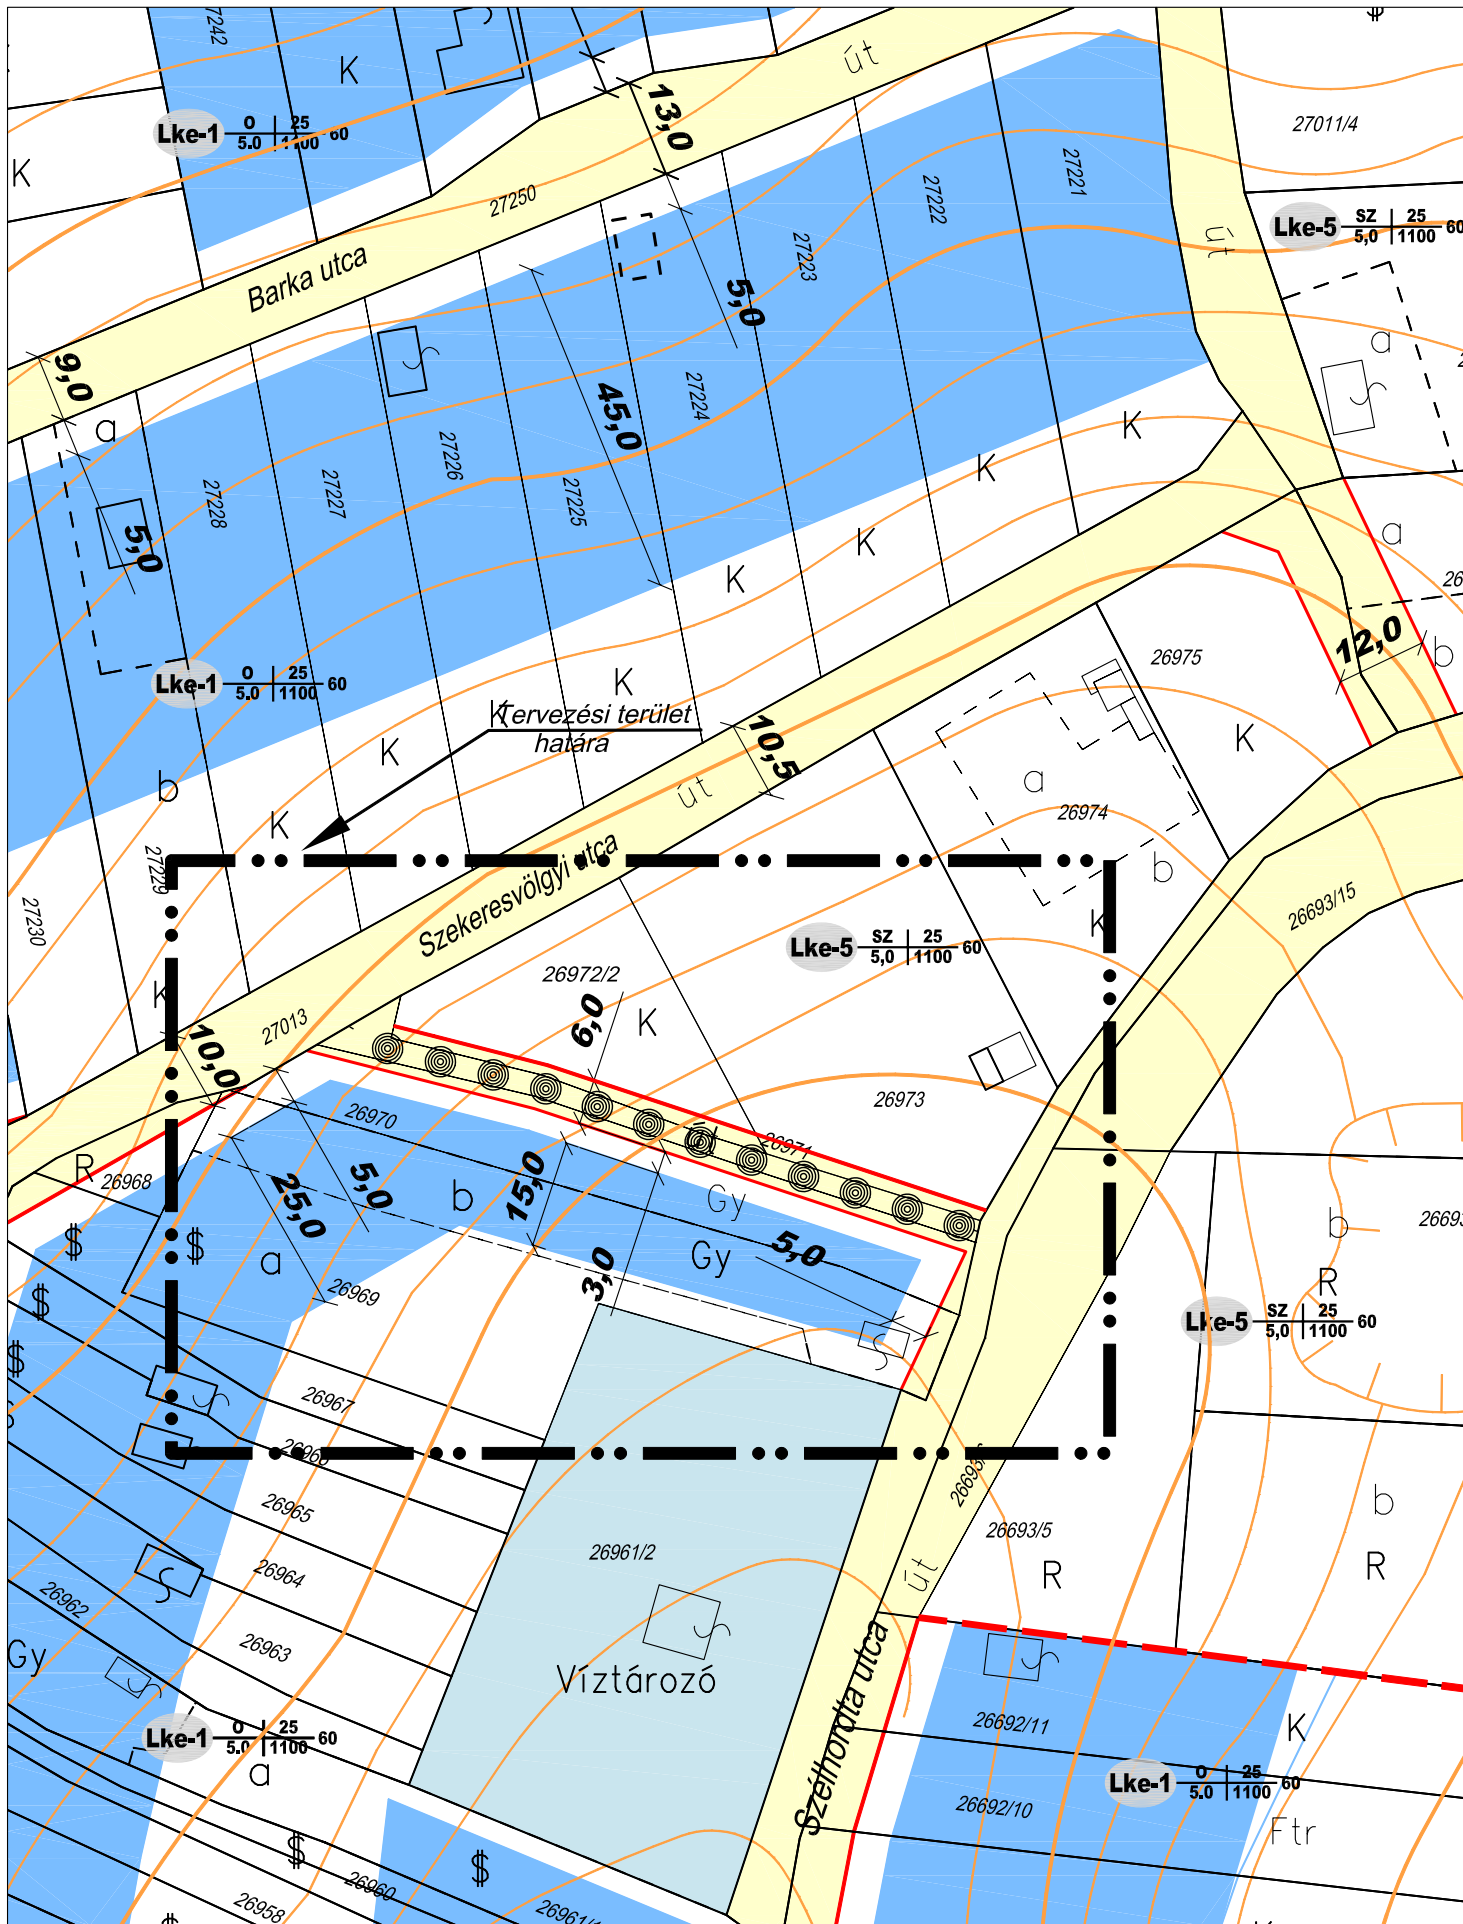 27242
K
út
27011/4
Lke-1 O 25 60
5.0 1100
13,0
K
27250
27221
27222
27223
Lke-5 SZ 25 60
5,0 1100
út
Barka utca
5,0
9,0
a
a
45,0
27224
27226
27225
27227
27228
K
K
K
K
a
5,0
12,0
b
26975
Lke-1 O 25 60
5.0 1100
K
K
Tervezési terület
határa
10,5
út
K
K
a
26974
b
K
27229
27230
b
Szekeresvölgyi utca
Lke-5 SZ 25 60
5,0 1100
K
26693/15
26972/2
6,0
K
K
27013
10,0
26973
26970
út
26971
R
26968
5,0
25,0
b
15,0
Gy
Gy
5,0
b
R
$
$
a
26969
3,0
$
Lke-5 SZ 25 60
5,0 1100
$
26967
26966
26965
26964
26961/2
26693/5
R
b
R
út
26962
26963
Gy
Víztározó
Szélhordta utca
26692/11
K
Lke-1 O 25 60
5.0 1100
a
Lke-1 O 25 60
5.0 1100
26692/10
Ftr
$
$
26960
26958